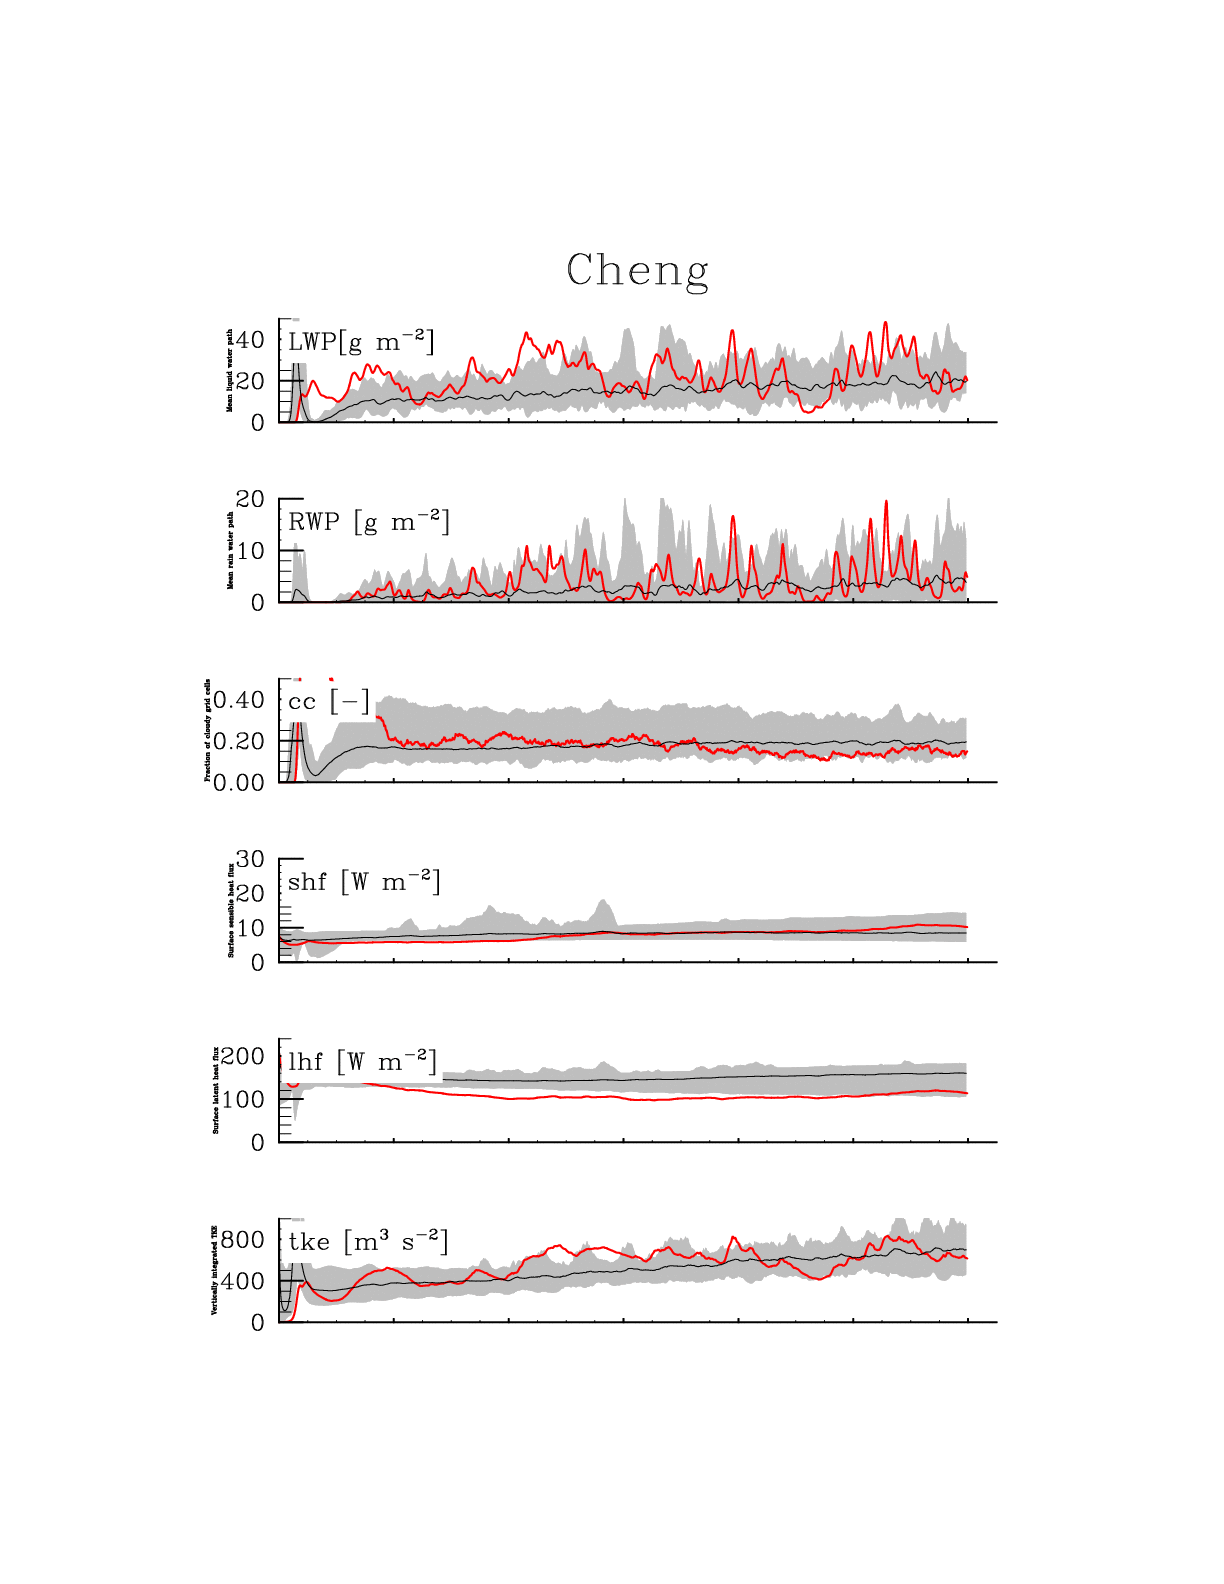 Cheng
Mean liquid water path
LWP[g m⁻²]
40
20
0
Mean rain water path
RWP [g m⁻²]
20
10
0
Fraction of cloudy grid cells
cc [−]
0.40
0.20
0.00
Surface sensible heat flux
shf [W m⁻²]
30
20
10
0
Surface latent heat flux
lhf [W m⁻²]
200
100
0
Vertically integrated TKE
tke [m³ s⁻²]
800
400
0